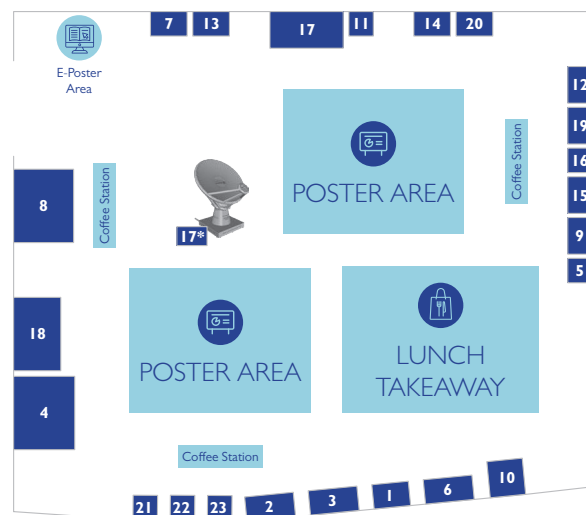 7
13
17
11
14
20
E-Poster
Area
12
19
16
15
9
5
Coffee Station
POSTER AREA
Coffee Station
8
17*
18
4
POSTER AREA
LUNCH
TAKEAWAY
Coffee Station
21
22
23
2
3
1
6
10